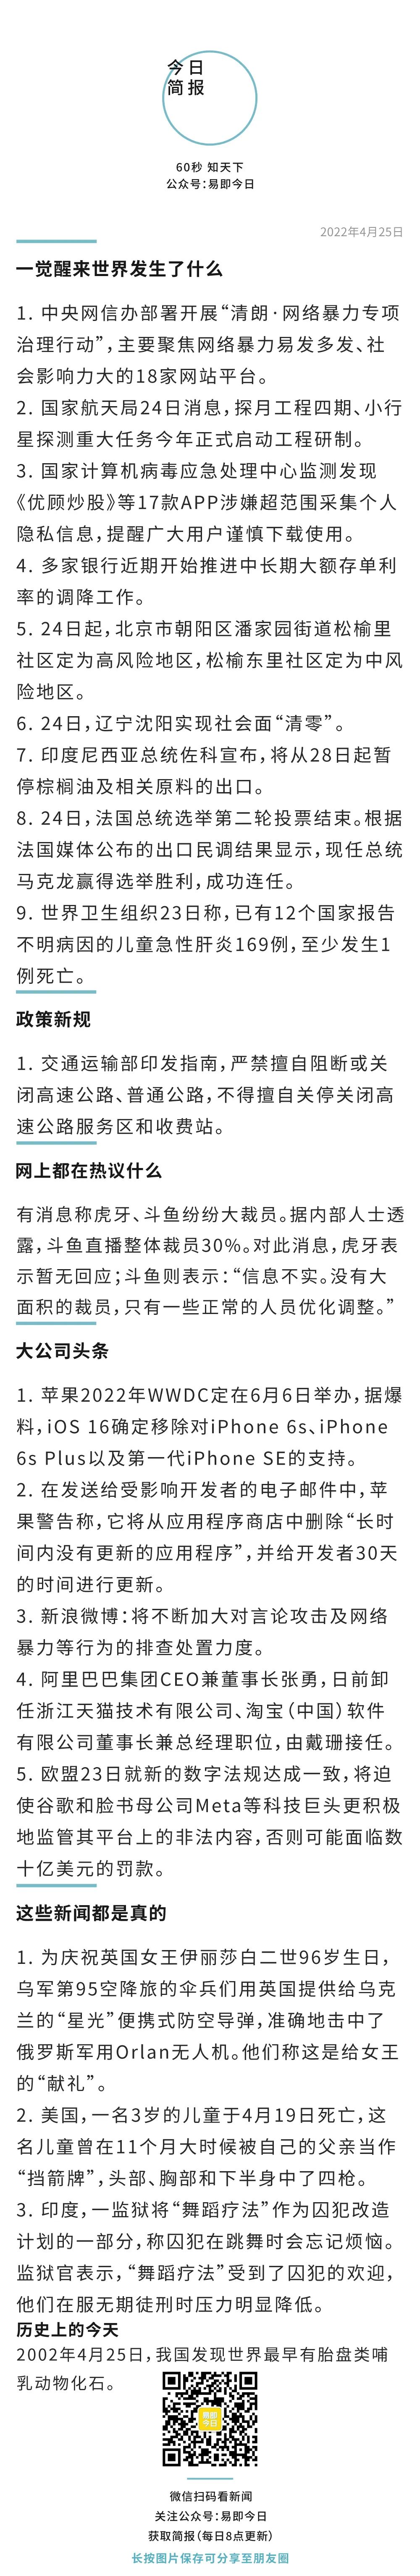 今日
简报
60秒 知天下
公众号：易即今日
2022年4月25日
一觉醒来世界发生了什么
1. 中央网信办部署开展“清朗·网络暴力专项
治理行动”，主要聚焦网络暴力易发多发、社
会影响力大的18家网站平台。
2. 国家航天局24日消息，探月工程四期、小行
星探测重大任务今年正式启动工程研制。
3. 国家计算机病毒应急处理中心监测发现
《优顾炒股》等17款APP涉嫌超范围采集个人
隐私信息，提醒广大用户谨慎下载使用。
4. 多家银行近期开始推进中长期大额存单利
率的调降工作。
5. 24日起，北京市朝阳区潘家园街道松榆里
社区定为高风险地区，松榆东里社区定为中风
险地区。
6. 24日，辽宁沈阳实现社会面“清零”。
7. 印度尼西亚总统佐科宣布，将从28日起暂
停棕榈油及相关原料的出口。
8. 24日，法国总统选举第二轮投票结束。根据
法国媒体公布的出口民调结果显示，现任总统
马克龙赢得选举胜利，成功连任。
9. 世界卫生组织23日称，已有12个国家报告
不明病因的儿童急性肝炎169例，至少发生1
例死亡。
政策新规
1. 交通运输部印发指南，严禁擅自阻断或关
闭高速公路、普通公路，不得擅自关停关闭高
速公路服务区和收费站。
网上都在热议什么
有消息称虎牙、斗鱼纷纷大裁员。据内部人士透
露，斗鱼直播整体裁员30%。对此消息，虎牙表
示暂无回应；斗鱼则表示：“信息不实。没有大
面积的裁员，只有一些正常的人员优化调整。”
大公司头条
1. 苹果2022年WWDC定在6月6日举办，据爆
料，iOS 16确定移除对iPhone 6s、iPhone
6s Plus以及第一代iPhone SE的支持。
2. 在发送给受影响开发者的电子邮件中，苹
果警告称，它将从应用程序商店中删除“长时
间内没有更新的应用程序”，并给开发者30天
的时间进行更新。
3. 新浪微博：将不断加大对言论攻击及网络
暴力等行为的排查处置力度。
4. 阿里巴巴集团CEO兼董事长张勇，日前卸
任浙江天猫技术有限公司、淘宝（中国）软件
有限公司董事长兼总经理职位，由戴珊接任。
5. 欧盟23日就新的数字法规达成一致，将迫
使谷歌和脸书母公司Meta等科技巨头更积极
地监管其平台上的非法内容，否则可能面临数
十亿美元的罚款。
这些新闻都是真的
1. 为庆祝英国女王伊丽莎白二世96岁生日，
乌军第95空降旅的伞兵们用英国提供给乌克
兰的“星光”便携式防空导弹，准确地击中了
俄罗斯军用Orlan无人机。他们称这是给女王
的“献礼”。
2. 美国，一名3岁的儿童于4月19日死亡，这
名儿童曾在11个月大时候被自己的父亲当作
“挡箭牌”，头部、胸部和下半身中了四枪。
3. 印度，一监狱将“舞蹈疗法”作为囚犯改造
计划的一部分，称囚犯在跳舞时会忘记烦恼。
监狱官表示，“舞蹈疗法”受到了囚犯的欢迎，
他们在服无期徒刑时压力明显降低。
历史上的今天
2002年4月25日，我国发现世界最早有胎盘类哺
乳动物化石。
易即
今日
微信扫码看新闻
关注公众号：易即今日
获取简报（每日8点更新）
长按图片保存可分享至朋友圈